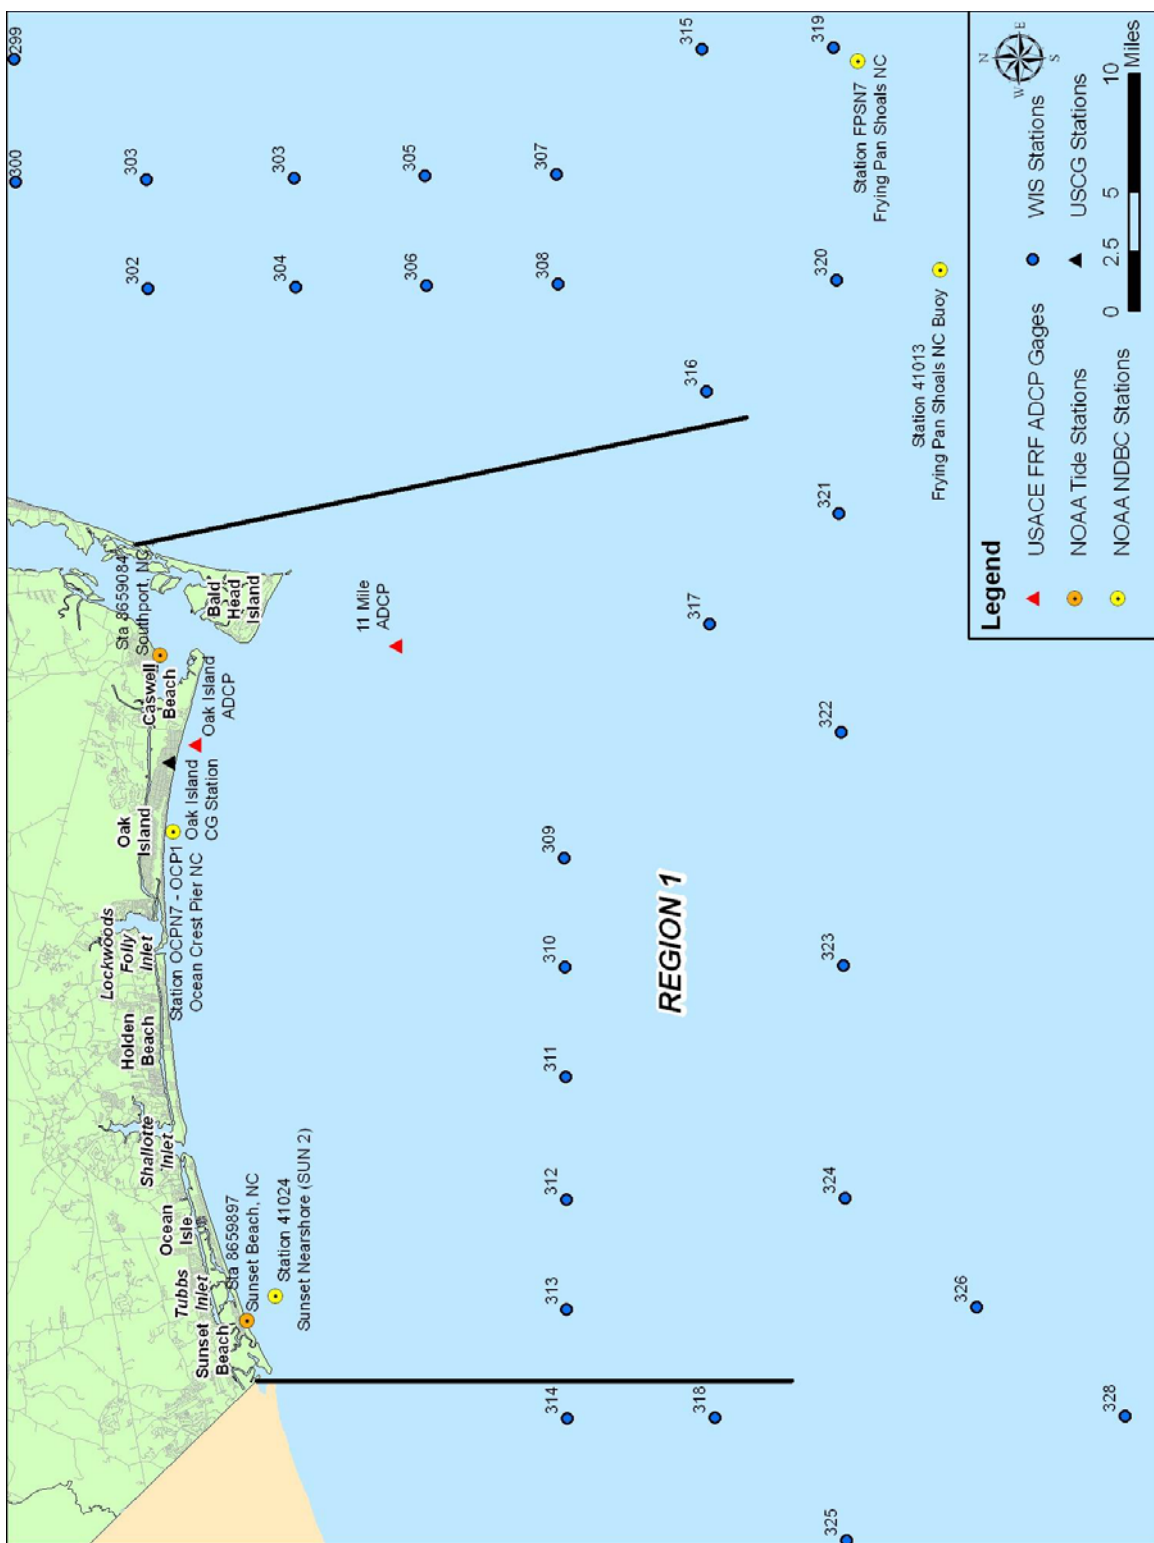 299
300
303
302
303
304
305
306
307
308
315
316
319
320
Station FPSN7
Frying Pan Shoals NC
Station 41013
Frying Pan Shoals NC Buoy
321
317
322
Sta 8659084
Southport, NC
Bald
Head
Island
Caswell
Beach
11 Mile
ADCP
Oak Island
ADCP
Oak Island
CG Station
Oak
Island
Station OCPN7 - OCP1
Ocean Crest Pier NC
Lockwoods
Folly
Inlet
Holden
Beach
Shallotte
Inlet
Ocean
Isle
Tubbs
Inlet
Sunset
Beach
Sta 8659897
Sunset Beach, NC
Station 41024
Sunset Nearshore (SUN 2)
309
310
311
312
313
314
318
REGION 1
323
324
326
325
328
Legend
USACE FRF ADCP Gages
NOAA Tide Stations
NOAA NDBC Stations
WIS Stations
USCG Stations
N
E
S
W
0 2.5 5 10
Miles